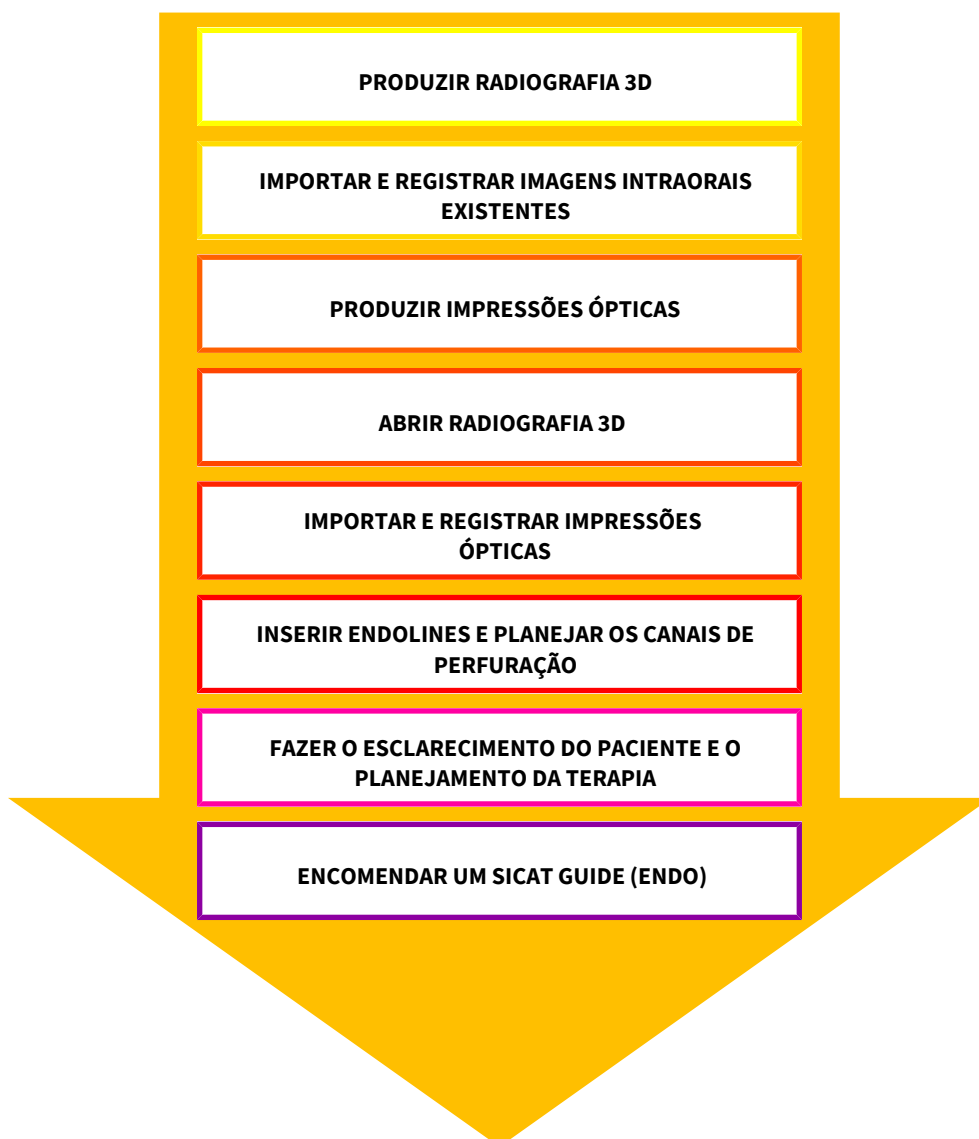 PRODUZIR RADIOGRAFIA 3D
IMPORTAR E REGISTRAR IMAGENS INTRAORAIS
EXISTENTES
PRODUZIR IMPRESSÕES ÓPTICAS
ABRIR RADIOGRAFIA 3D
IMPORTAR E REGISTRAR IMPRESSÕES
ÓPTICAS
INSERIR ENDOLINES E PLANEJAR OS CANAIS DE
PERFURAÇÃO
FAZER O ESCLARECIMENTO DO PACIENTE E O
PLANEJAMENTO DA TERAPIA
ENCOMENDAR UM SICAT GUIDE (ENDO)